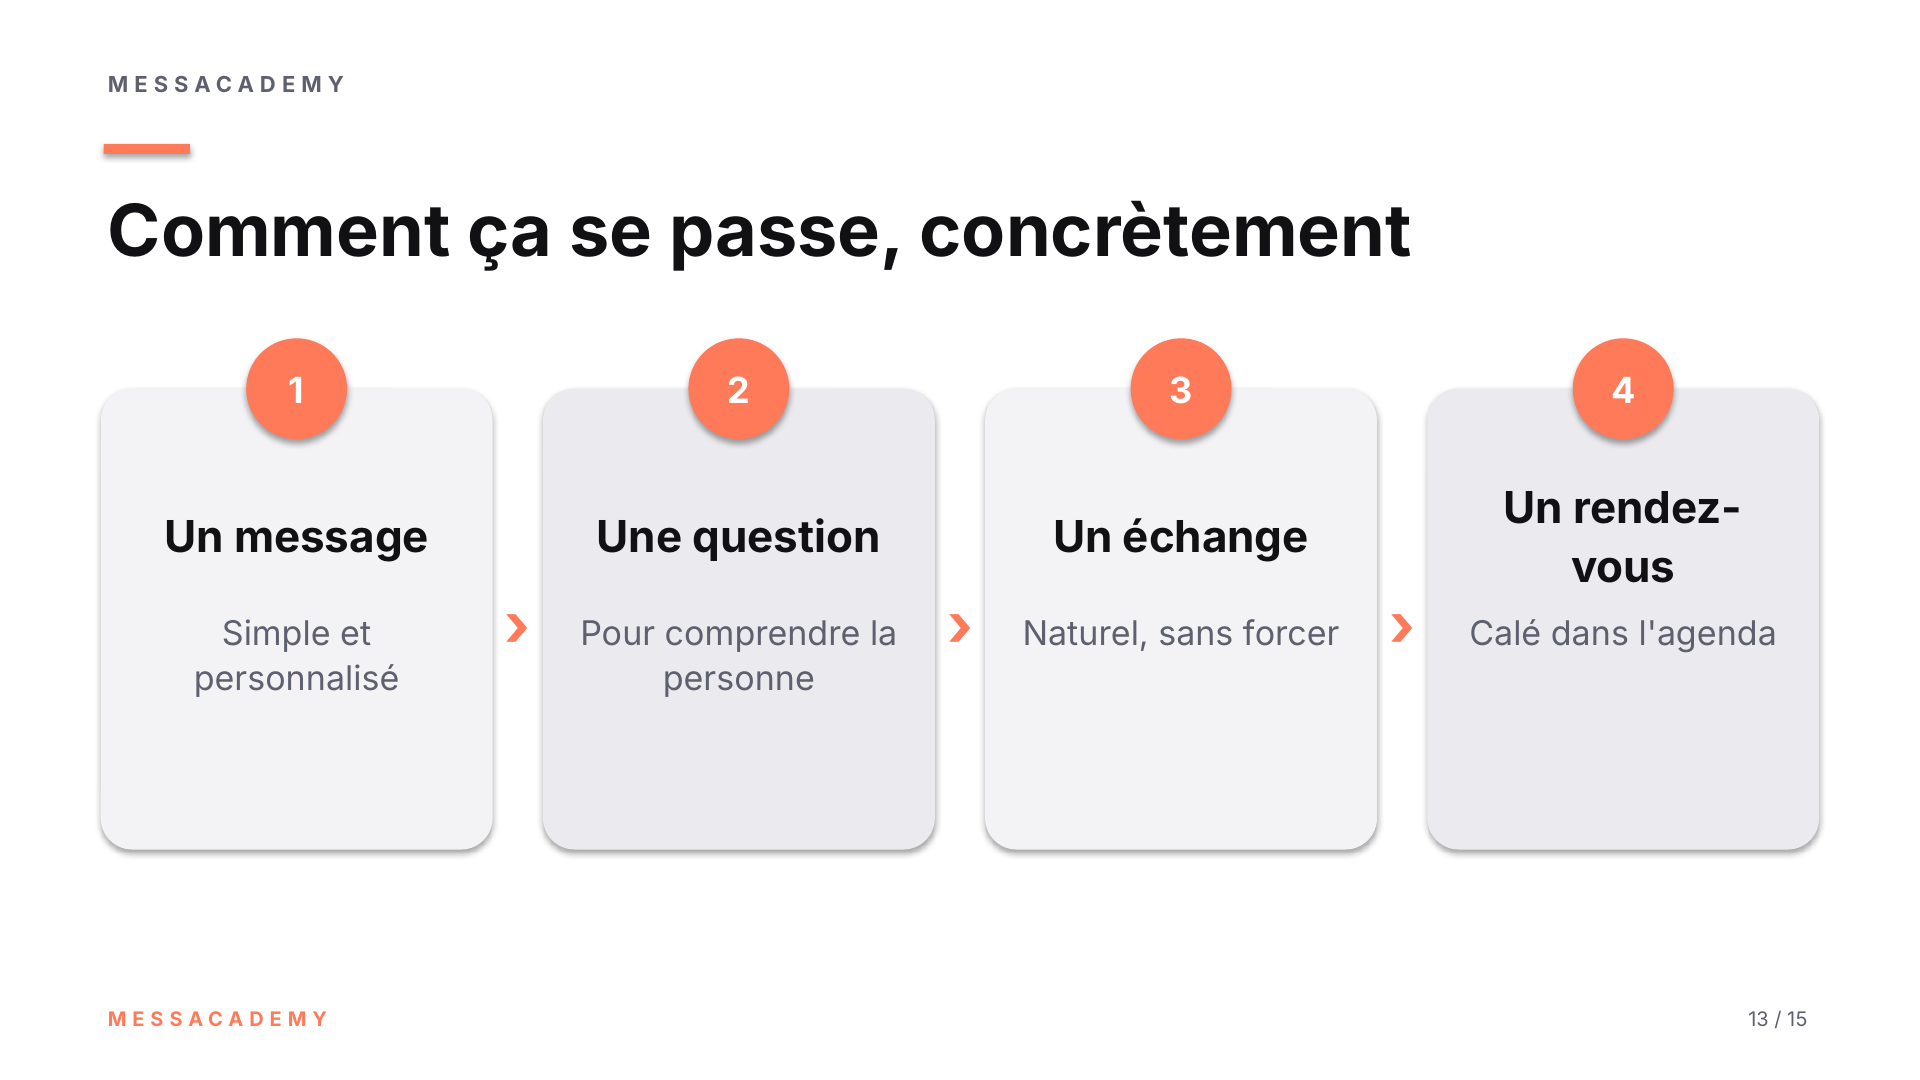 MESSACADEMY
Comment ça se passe, concrètement
1
Un message
Simple et
personnalisé
2
Une question
Pour comprendre la
personne
3
Un échange
Naturel, sans forcer
4
Un rendez-
vous
Calé dans l'agenda
MESSACADEMY
13 / 15